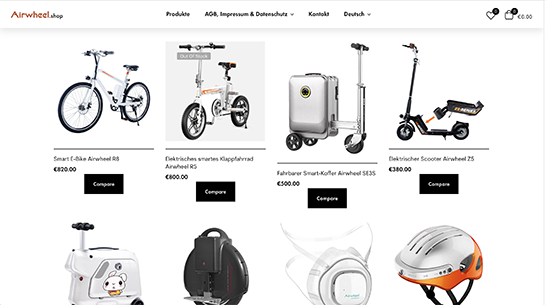 Airwheel.shop
Produkte
AGB, Impressum & Datenschutz
Kontakt
Deutsch
0
0
€0.00
Out Of Stock
Smart E-Bike Airwheel R8
€820.00
Compare
Elektrisches smartes Klappfahrrad
Airwheel R5
€800.00
Compare
Fahrbarer Smart-Koffer Airwheel SE3S
€500.00
Compare
Elektrischer Scooter Airwheel Z5
€380.00
Compare
Airwheel